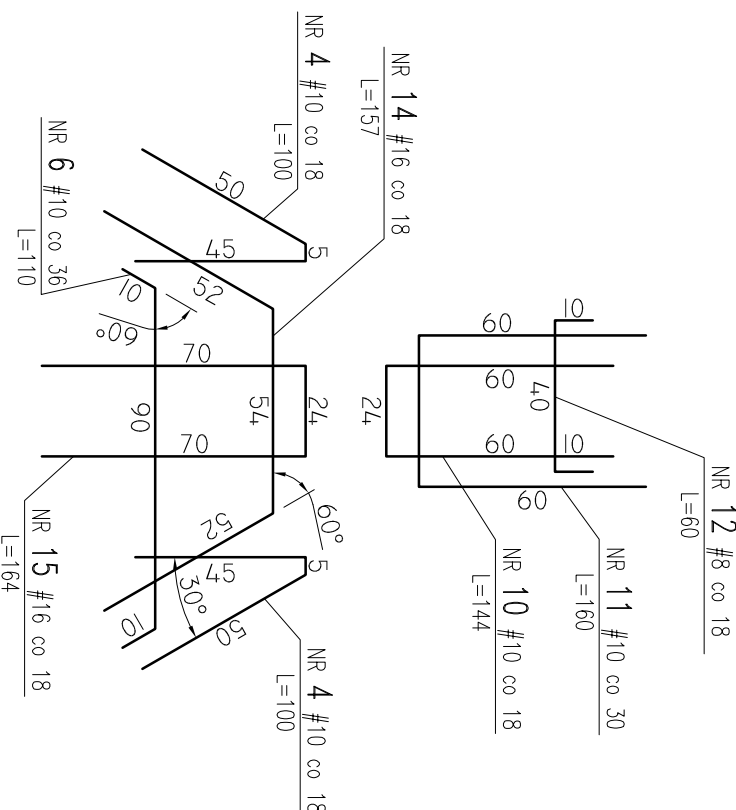 NR 4 #10 co 18
L=100
NR 14 #16 co 18
L=157
NR 6 #10 co 36
L=110
50
5
45
52
10
60°
70
90
54
24
70
60°
52
45
5
30°
50
10
NR 15 #16 co 18
L=164
NR 4 #10 co 18
L=100
10
60
60
40
24
60
10
60
NR 12 #8 co 18
L=60
NR 11 #10 co 30
L=160
NR 10 #10 co 18
L=144